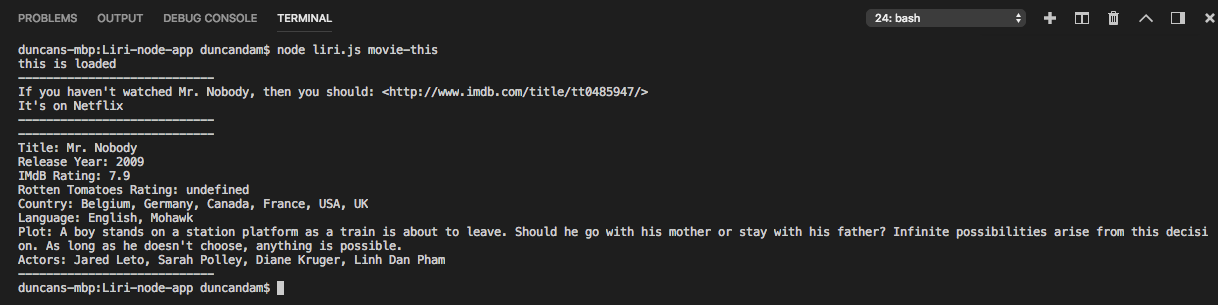 PROBLEMS OUTPUT DEBUG CONSOLE TERMINAL 24: bash
duncans-mbp:Liri-node-app duncandam$ node liri.js movie-this
this is loaded
----------------------------
If you haven't watched Mr. Nobody, then you should: <http://www.imdb.com/title/tt0485947/>
It's on Netflix
----------------------------
----------------------------
Title: Mr. Nobody
Release Year: 2009
IMdB Rating: 7.9
Rotten Tomatoes Rating: undefined
Country: Belgium, Germany, Canada, France, USA, UK
Language: English, Mohawk
Plot: A boy stands on a station platform as a train is about to leave. Should he go with his mother or stay with his father? Infinite possibilities arise from this decisi
on. As long as he doesn't choose, anything is possible.
Actors: Jared Leto, Sarah Polley, Diane Kruger, Linh Dan Pham
----------------------------
duncans-mbp:Liri-node-app duncandam$